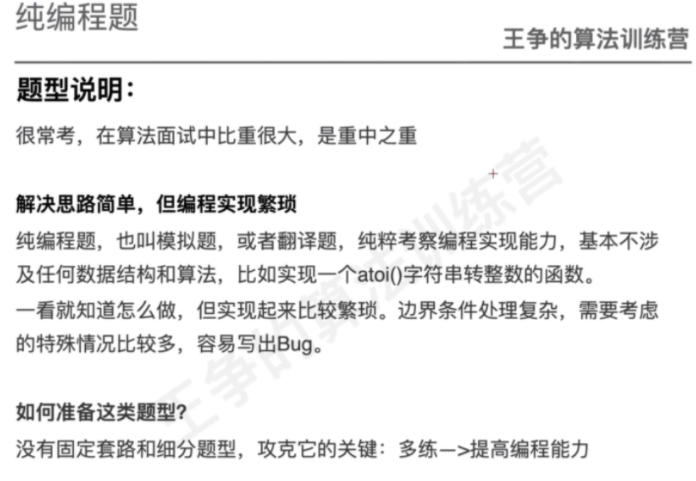 纯编程题
王争的算法训练营
题型说明：
很常考，在算法面试中比重很大，是重中之重
解决思路简单，但编程实现繁琐
纯编程题，也叫模拟题，或者翻译题，纯粹考察编程实现能力，基本不涉
及任何数据结构和算法，比如实现一个atoi()字符串转整数的函数。
一看就知道怎么做，但实现起来比较繁琐。边界条件处理复杂，需要考虑
的特殊情况比较多，容易写出Bug。
如何准备这类题型?
没有固定套路和细分题型，攻克它的关键：多练—>提高编程能力
王争的算法训练营